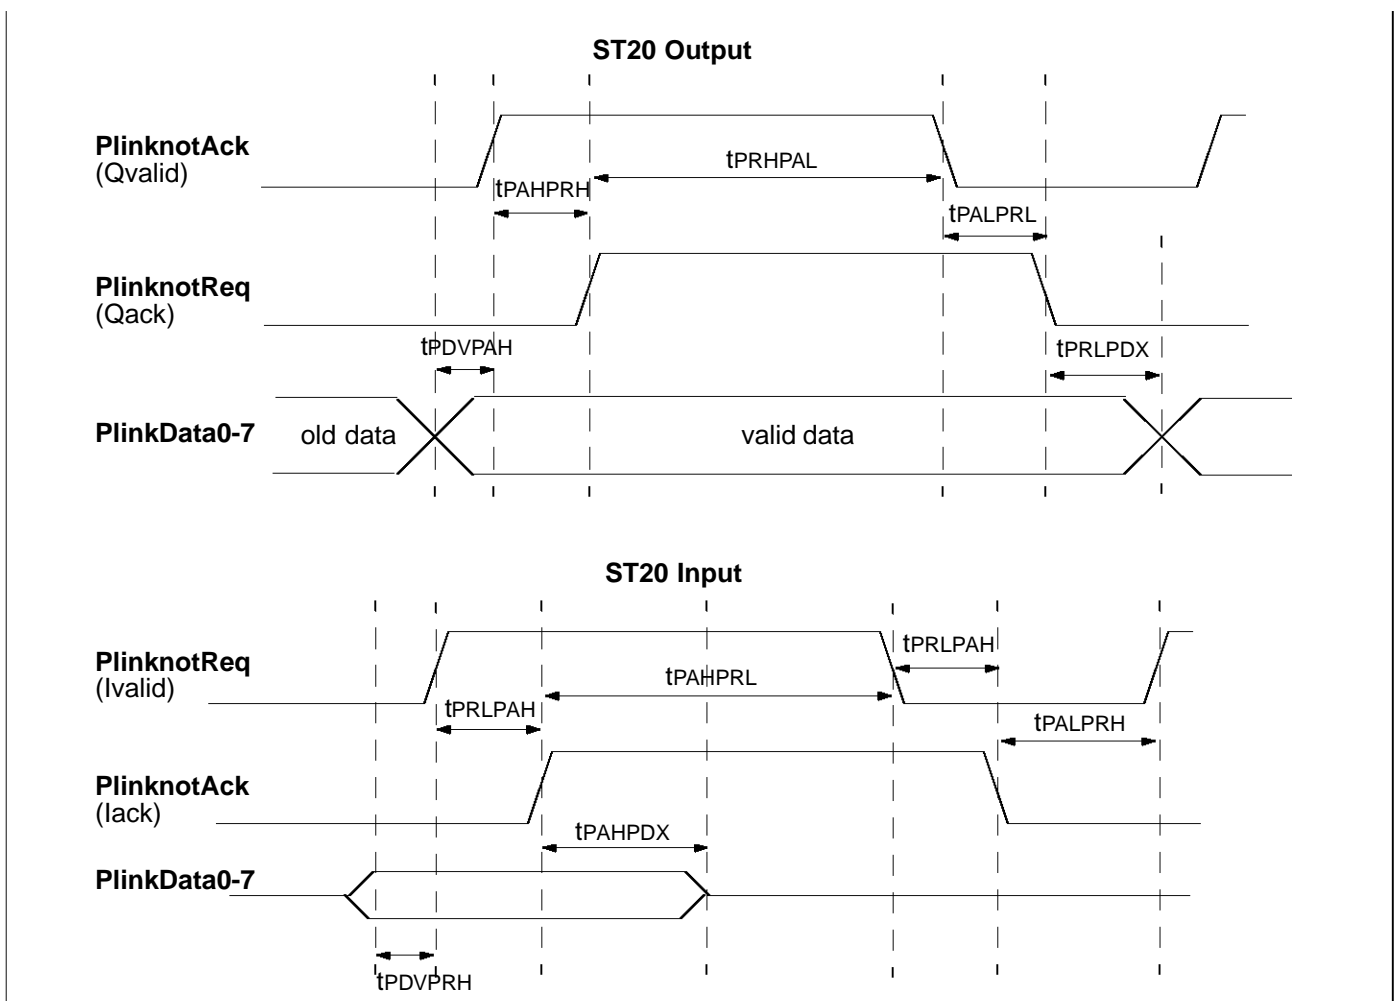 ST20 Output
PlinknotAck
(Qvalid)
tPRHPAL
tPAHPRH
tPALPRL
PlinknotReq
(Qack)
tPDVPAH
tPRLPDX
PlinkData0-7
old data
valid data
ST20 Input
PlinknotReq
(Ivalid)
tPRLPAH
tPAHPRL
tPRLPAH
tPALPRH
PlinknotAck
(Iack)
tPAHPDX
PlinkData0-7
tPDVPRH